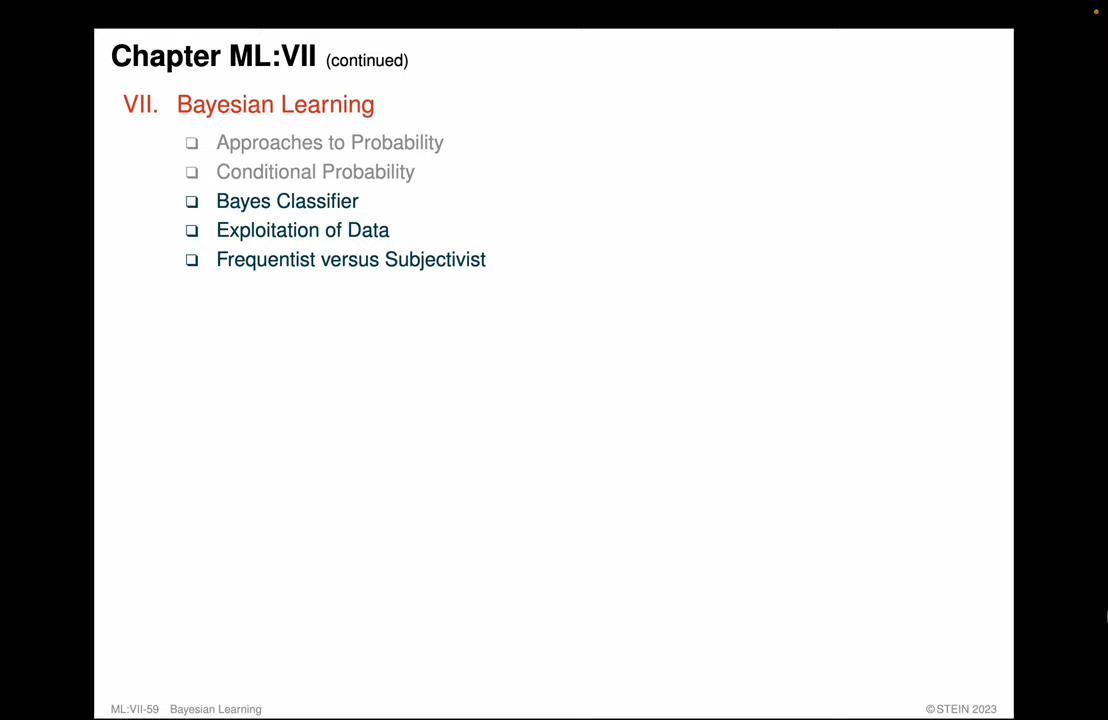 Chapter ML:VII (continued)
VII. Bayesian Learning
❑ Approaches to Probability
❑ Conditional Probability
❑ Bayes Classifier
❑ Exploitation of Data
❑ Frequentist versus Subjectivist
ML:VII-59 Bayesian Learning
©STEIN 2023